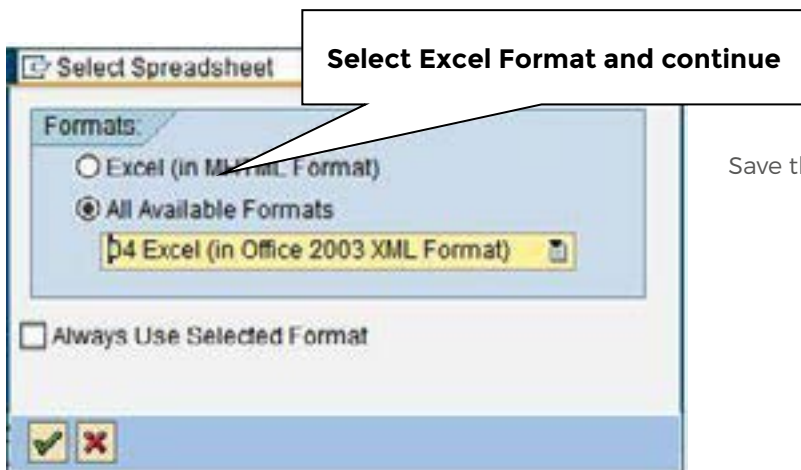 Select Spreadsheet
Select Excel Format and continue
Formats:
Excel (in MHTML Format)
All Available Formats
04 Excel (in Office 2003 XML Format)
Always Use Selected Format
Save